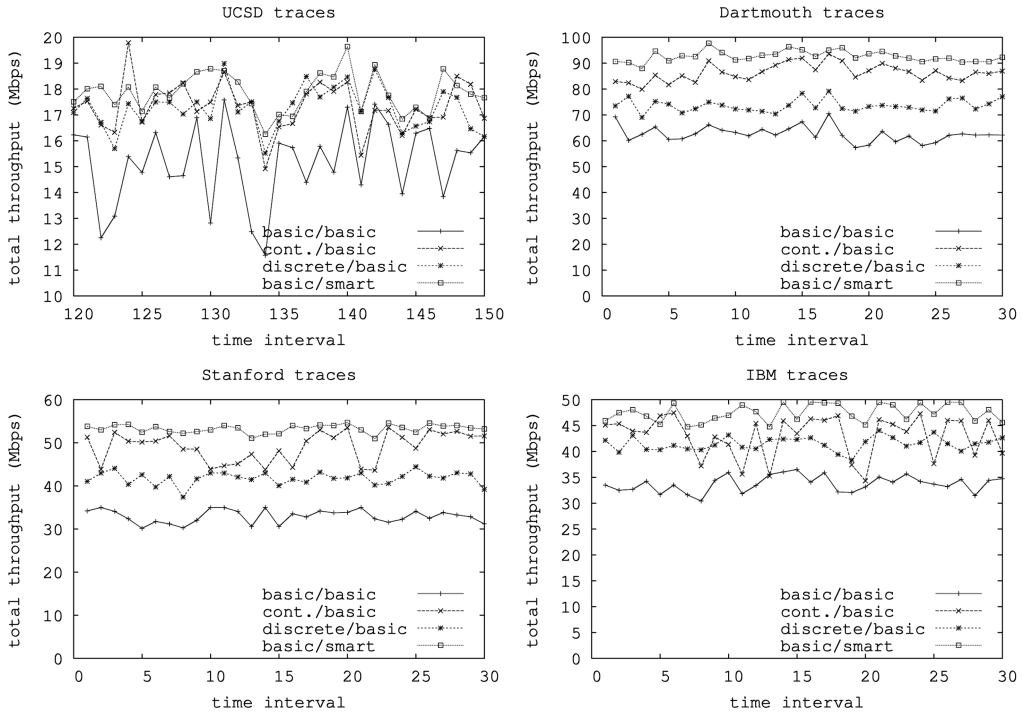 UCSD traces
total throughput (Mbps)
20
19
18
17
16
15
14
13
12
11
10
basic/basic
cont./basic
discrete/basic
basic/smart
120 125 130 135 140 145 150
time interval
Dartmouth traces
total throughput (Mbps)
100
90
80
70
60
50
40
30
20
10
0
basic/basic
cont./basic
discrete/basic
basic/smart
0 5 10 15 20 25 30
time interval
Stanford traces
total throughput (Mbps)
60
50
40
30
20
10
0
basic/basic
cont./basic
discrete/basic
basic/smart
0 5 10 15 20 25 30
time interval
IBM traces
total throughput (Mbps)
50
45
40
35
30
25
20
15
10
5
0
basic/basic
cont./basic
discrete/basic
basic/smart
0 5 10 15 20 25 30
time interval